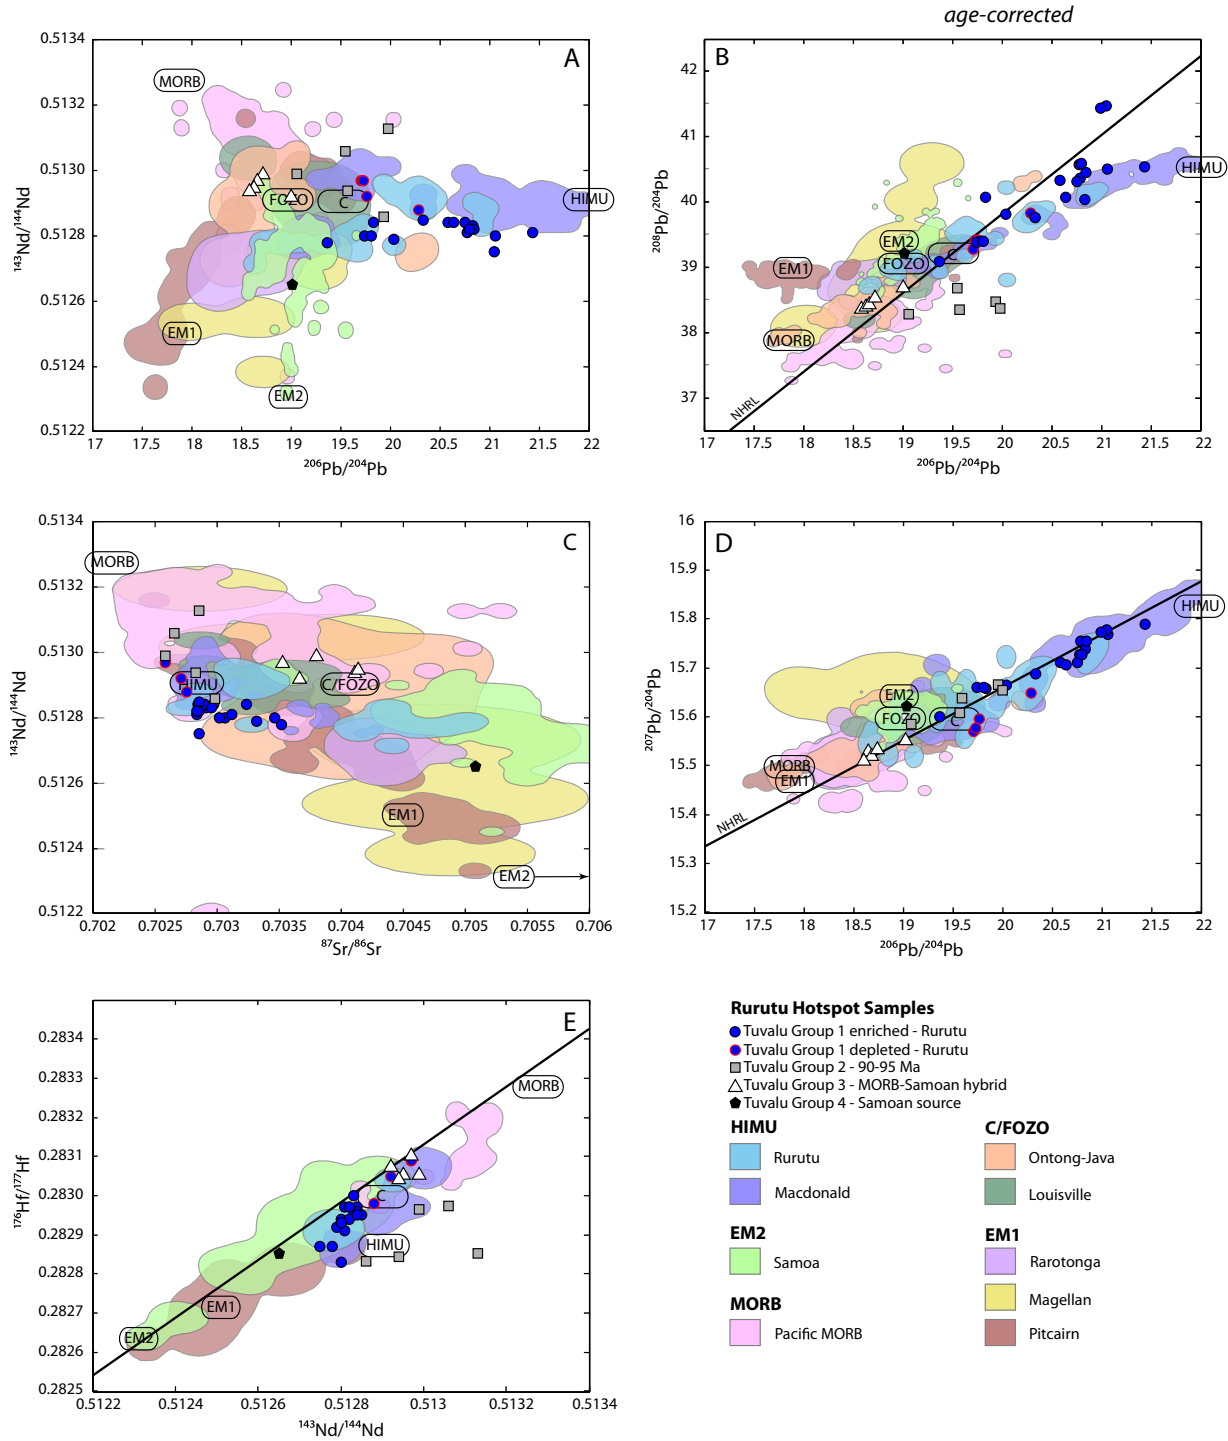 age-corrected
A
0.5134
0.5132
0.5130
0.5128
0.5126
0.5124
0.5122
¹⁴³Nd/¹⁴⁴Nd
MORB
FOZO
C
HIMU
EM1
EM2
17
17.5
18
18.5
19
19.5
20
20.5
21
21.5
22
²⁰⁶Pb/²⁰⁴Pb
B
42
41
40
39
38
37
²⁰⁸Pb/²⁰⁴Pb
HIMU
EM2
FOZO
C
EM1
MORB
NHRL
17
17.5
18
18.5
19
19.5
20
20.5
21
21.5
22
²⁰⁶Pb/²⁰⁴Pb
C
0.5134
0.5132
0.5130
0.5128
0.5126
0.5124
0.5122
¹⁴³Nd/¹⁴⁴Nd
MORB
HIMU
C/FOZO
EM1
EM2
0.702
0.7025
0.703
0.7035
0.704
0.7045
0.705
0.7055
0.706
⁸⁷Sr/⁸⁶Sr
D
16
15.9
15.8
15.7
15.6
15.5
15.4
15.3
15.2
²⁰⁷Pb/²⁰⁴Pb
HIMU
EM2
FOZO
C
MORB
EM1
NHRL
17
17.5
18
18.5
19
19.5
20
20.5
21
21.5
22
²⁰⁶Pb/²⁰⁴Pb
E
0.2834
0.2833
0.2832
0.2831
0.2830
0.2829
0.2828
0.2827
0.2826
0.2825
¹⁷⁶Hf/¹⁷⁷Hf
MORB
C
HIMU
EM1
EM2
0.5122
0.5124
0.5126
0.5128
0.513
0.5132
0.5134
¹⁴³Nd/¹⁴⁴Nd
Rurutu Hotspot Samples
Tuvalu Group 1 enriched - Rurutu
Tuvalu Group 1 depleted - Rurutu
Tuvalu Group 2 - 90-95 Ma
Tuvalu Group 3 - MORB-Samoan hybrid
Tuvalu Group 4 - Samoan source
HIMU
Rurutu
Macdonald
EM2
Samoa
MORB
Pacific MORB
C/FOZO
Ontong-Java
Louisville
EM1
Rarotonga
Magellan
Pitcairn